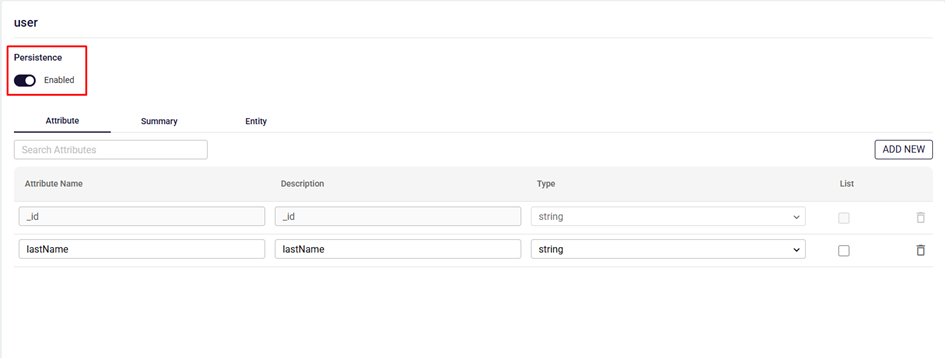 user
Persistence
Enabled
Attribute Summary Entity
Search Attributes ADD NEW
Attribute Name Description Type List
_id _id string
lastName lastName string